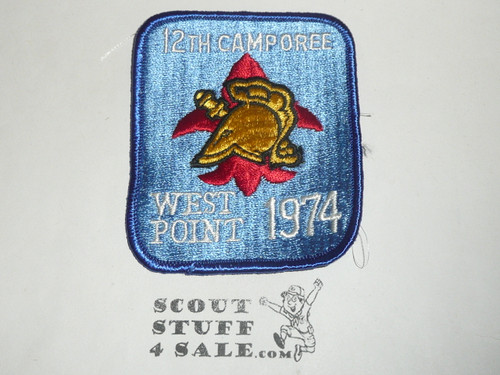 12TH CAMPOREE
WEST
POINT 1974
SCOUT
STUFF
4 SALE.com